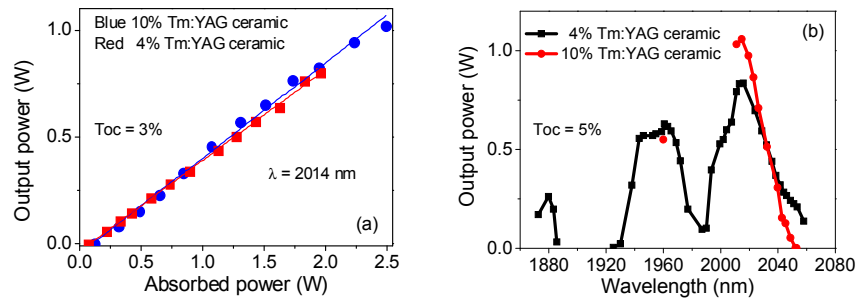 Blue 10% Tm:YAG ceramic
Red 4% Tm:YAG ceramic
Toc = 3%
λ = 2014 nm
(a)
Output power (W)
1.0
0.5
0.0
0.0 0.5 1.0 1.5 2.0 2.5
Absorbed power (W)
4% Tm:YAG ceramic
10% Tm:YAG ceramic
(b)
Toc = 5%
Output power (W)
1.0
0.5
0.0
1880 1920 1960 2000 2040 2080
Wavelength (nm)